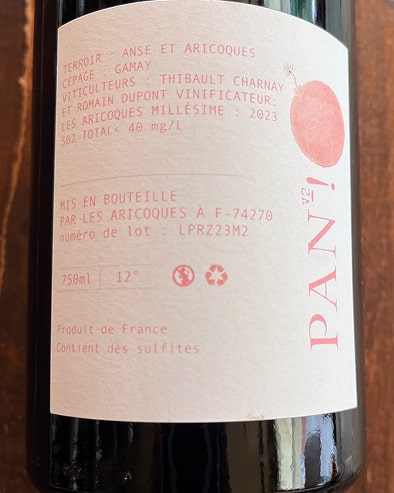 TERROIR : ANSE ET ARICOQUES
CÉPAGE : GAMAY
VITICULTEURS : THIBAULT CHARNAY
ET ROMAIN DUPONT VINIFICATEUR:
LES ARICOQUES MILLÉSIME : 2023
SO2 TOTAL< 40 mg/L
MIS EN BOUTEILLE
PAR LES ARICOQUES À F-74270
numéro de lot : LPRZ23M2
750ml 12°
Produit de France
Contient des sulfites
PAN!
V2